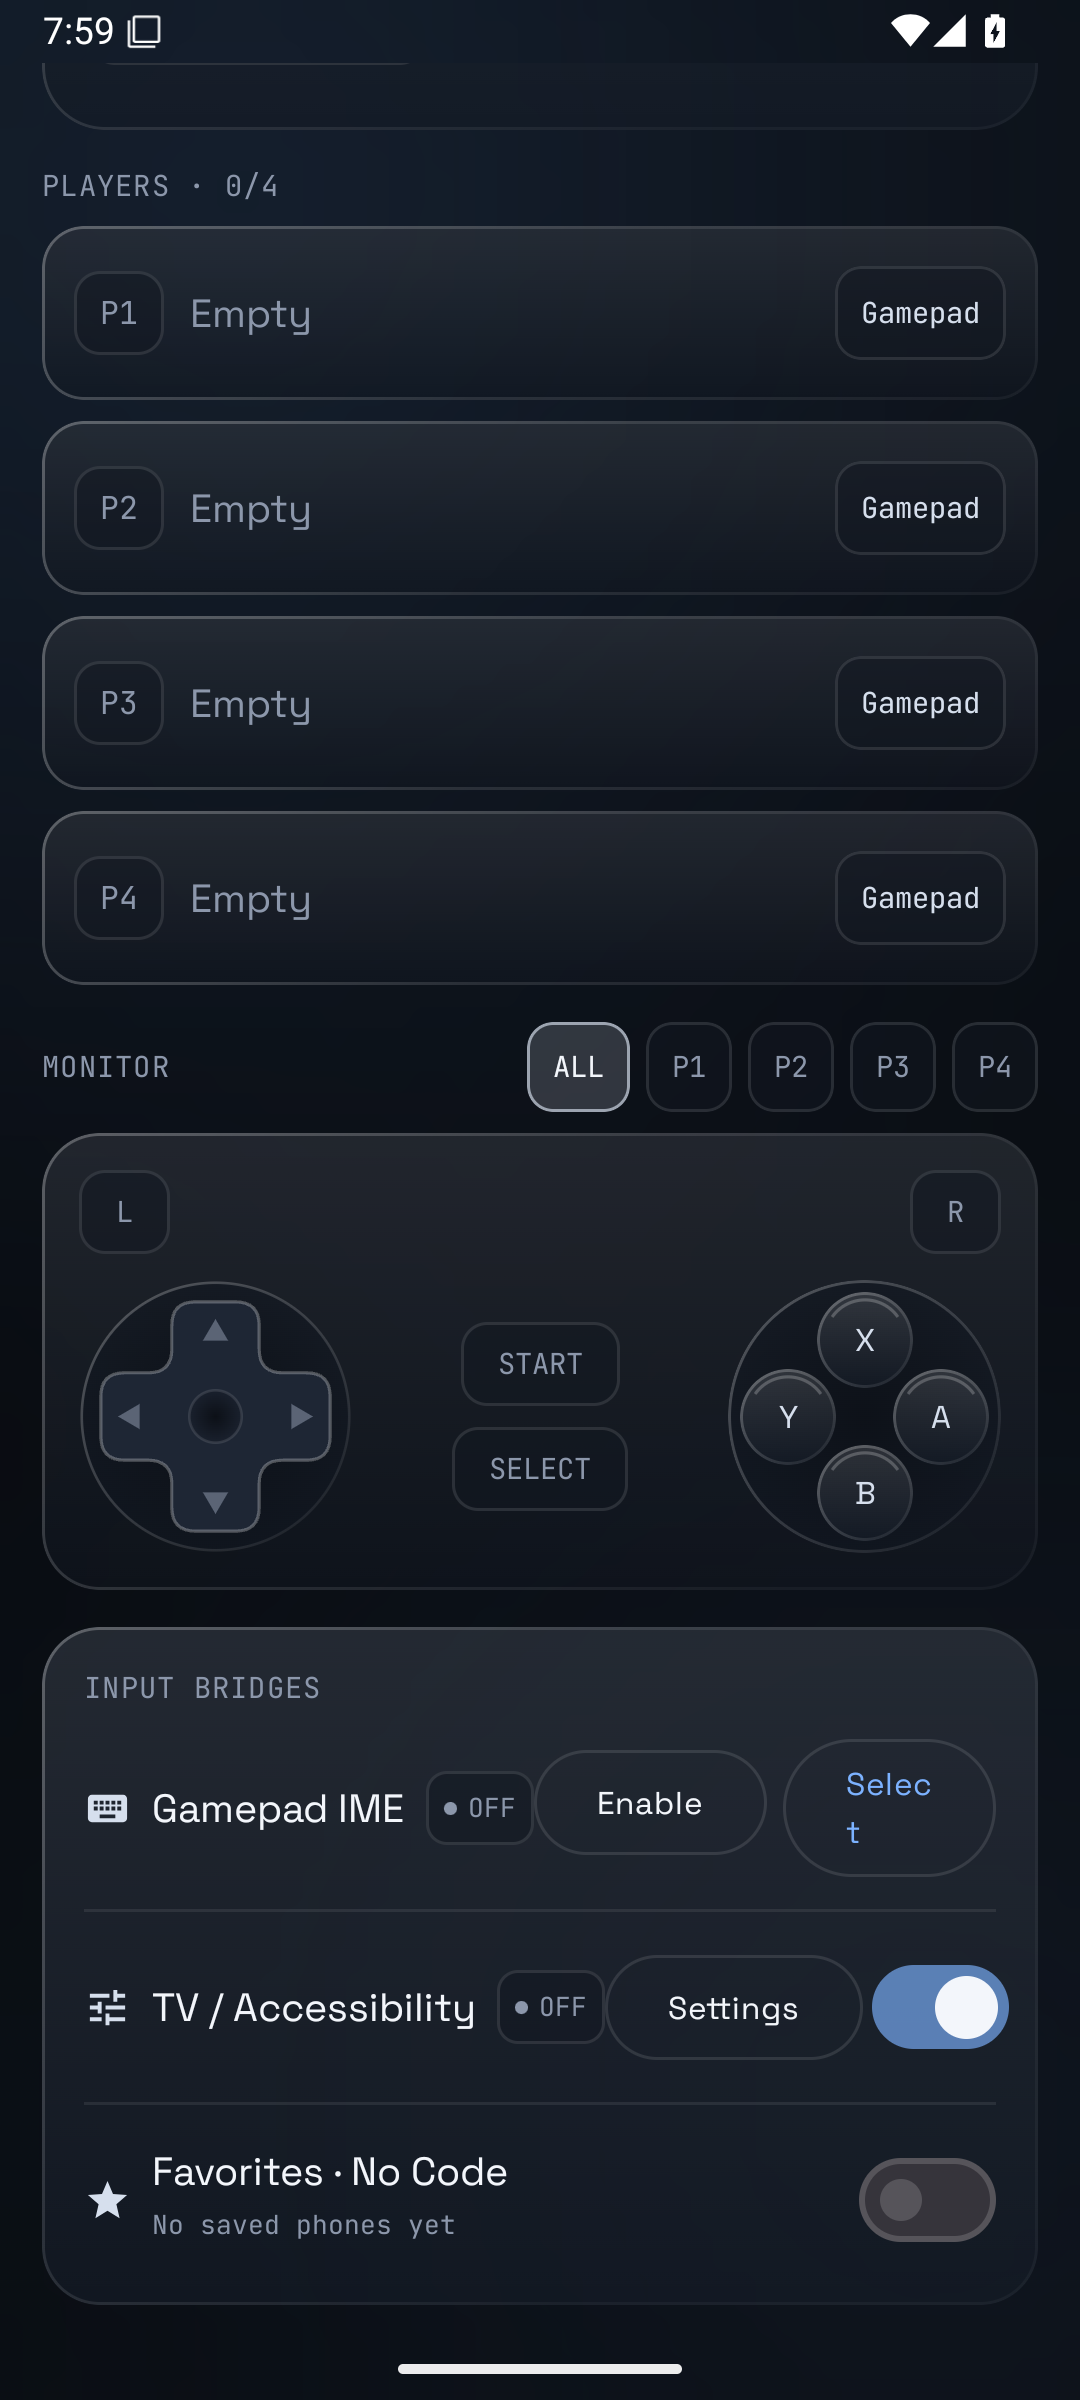 7:59
PLAYERS · 0/4
P1 Empty Gamepad
P2 Empty Gamepad
P3 Empty Gamepad
P4 Empty Gamepad
MONITOR ALL P1 P2 P3 P4
L R
X
START
Y A
SELECT
B
INPUT BRIDGES
Gamepad IME • OFF Enable Selec
t
TV / Accessibility • OFF Settings
Favorites · No Code
No saved phones yet